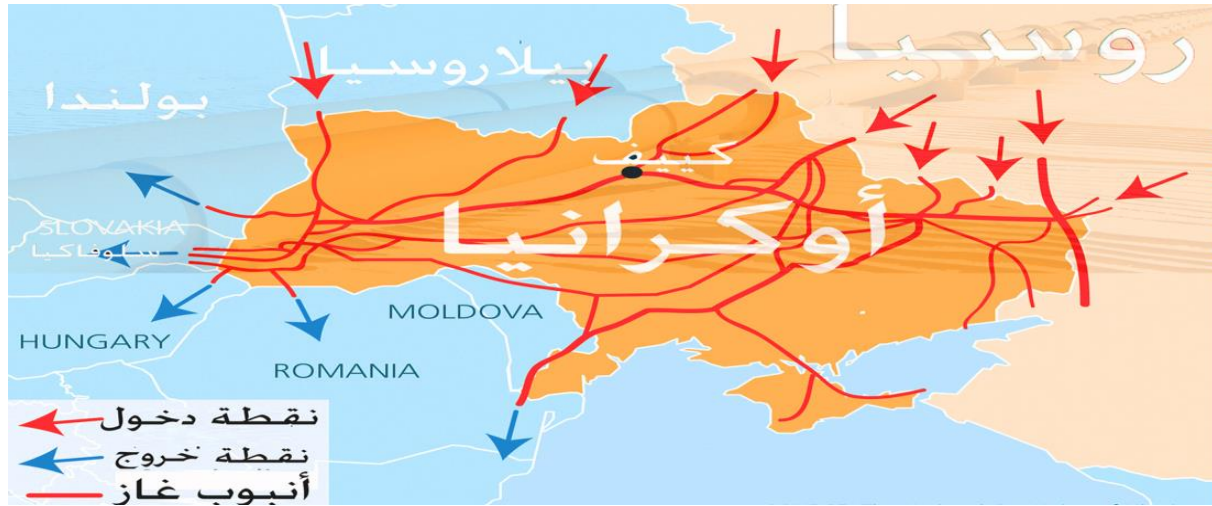 روسيا
بيلاروسيا
بولندا
كييف
أوكرانيا
SLOVAKIA
سلوفاكيا
MOLDOVA
HUNGARY
ROMANIA
نقطة دخول
نقطة خروج
أنبوب غاز